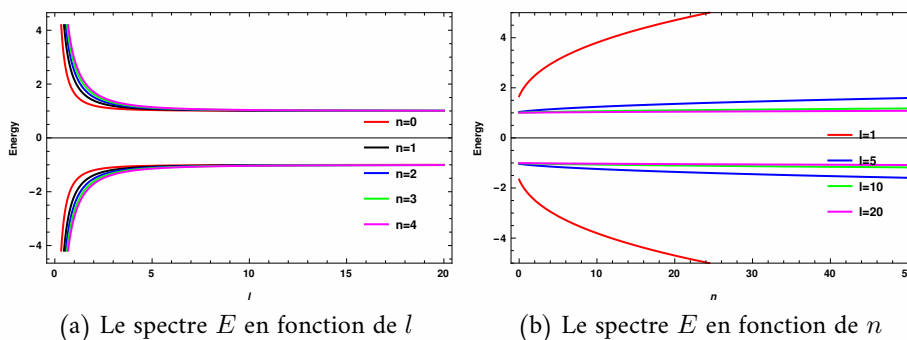 4
2
0
-2
-4
Energy
0
5
10
15
20
l
n=0
n=1
n=2
n=3
n=4
(a) Le spectre E en fonction de l
4
2
0
-2
-4
Energy
0
10
20
30
40
50
n
l=1
l=5
l=10
l=20
(b) Le spectre E en fonction de n